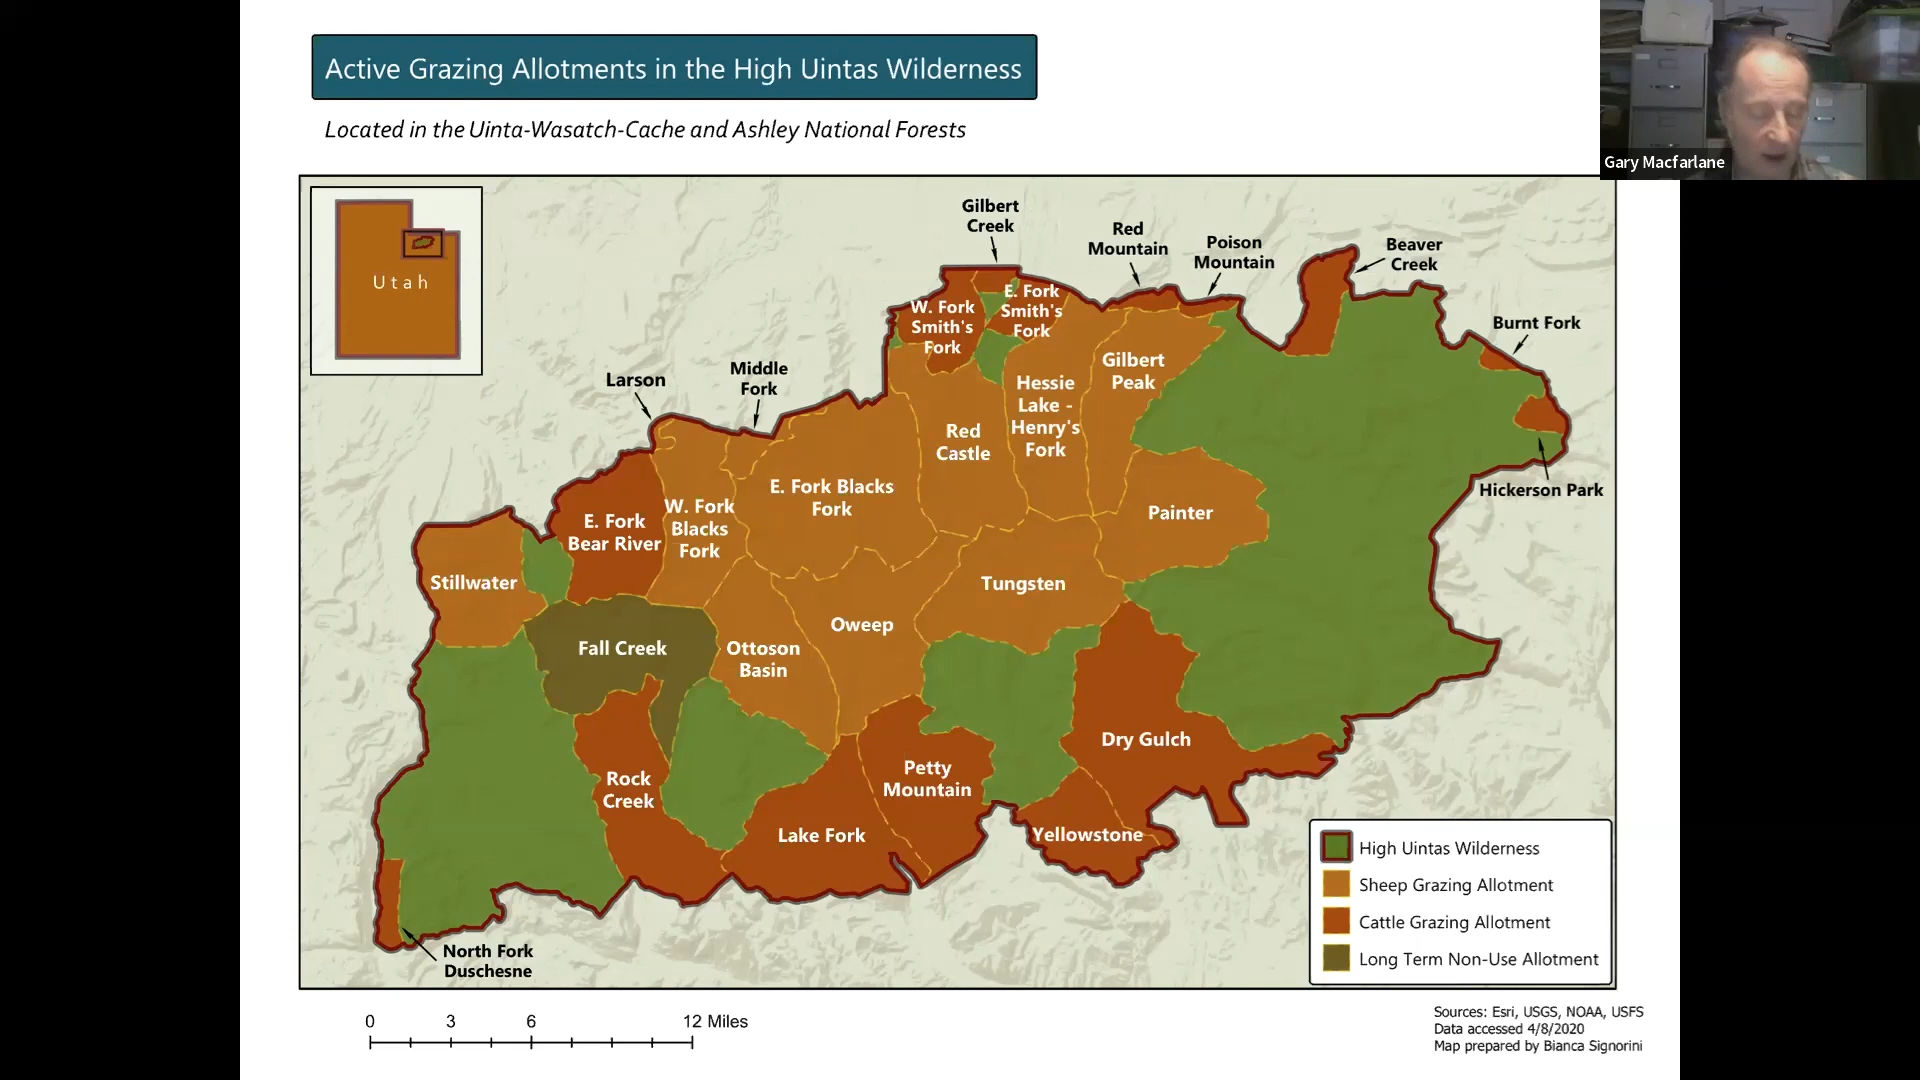 Active Grazing Allotments in the High Uintas Wilderness
Located in the Uinta-Wasatch-Cache and Ashley National Forests
Gary Macfarlane
Utah
Gilbert
Creek
Red
Mountain
Poison
Mountain
Beaver
Creek
Burnt Fork
Hickerson Park
Larson
Middle
Fork
W. Fork
Smith's
Fork
E. Fork
Smith's
Fork
Gilbert
Peak
Hessie
Lake -
Henry's
Fork
Red
Castle
E. Fork Blacks
Fork
W. Fork
Blacks
Fork
E. Fork
Bear River
Stillwater
Painter
Tungsten
Oweep
Ottoson
Basin
Fall Creek
Rock
Creek
Lake Fork
Petty
Mountain
Dry Gulch
Yellowstone
North Fork
Duschesne
High Uintas Wilderness
Sheep Grazing Allotment
Cattle Grazing Allotment
Long Term Non-Use Allotment
0 3 6 12 Miles
Sources: Esri, USGS, NOAA, USFS
Data accessed 4/8/2020
Map prepared by Bianca Signorini